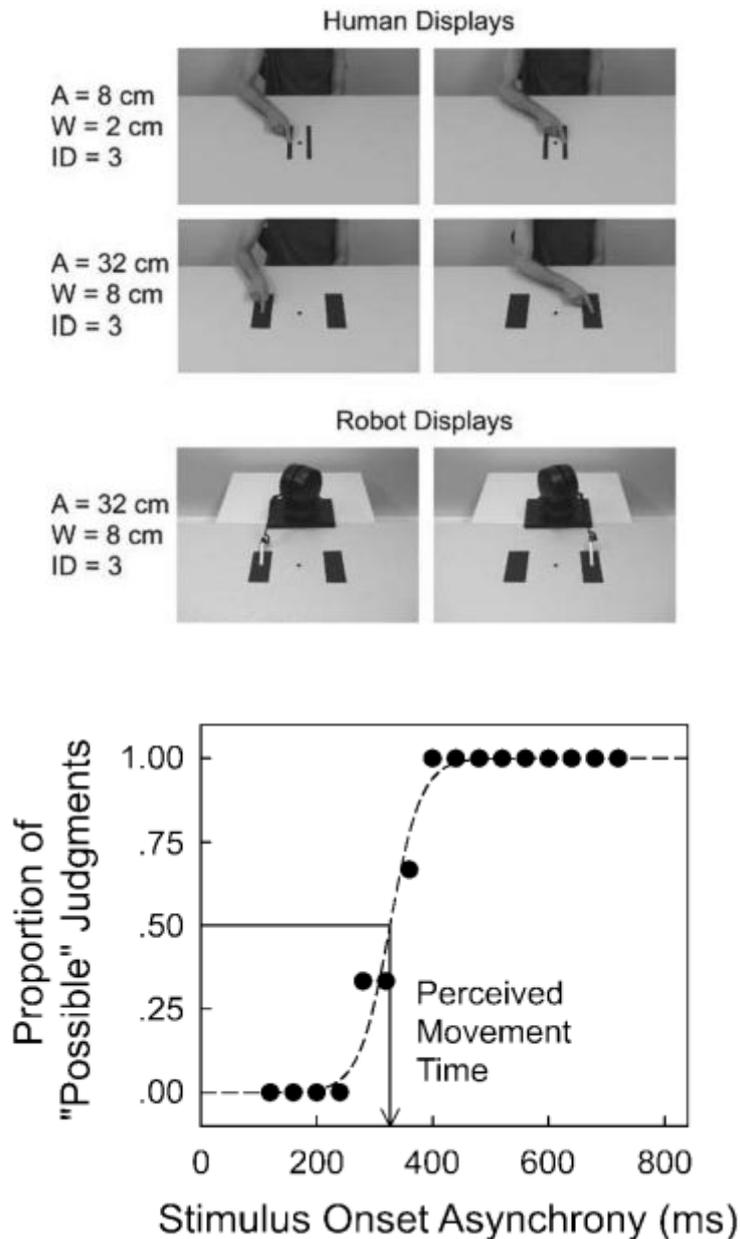 Human Displays
A = 8 cm
W = 2 cm
ID = 3
A = 32 cm
W = 8 cm
ID = 3
Robot Displays
A = 32 cm
W = 8 cm
ID = 3
Proportion of
"Possible" Judgments
1.00
.75
.50
.25
.00
Perceived
Movement
Time
0 200 400 600 800
Stimulus Onset Asynchrony (ms)